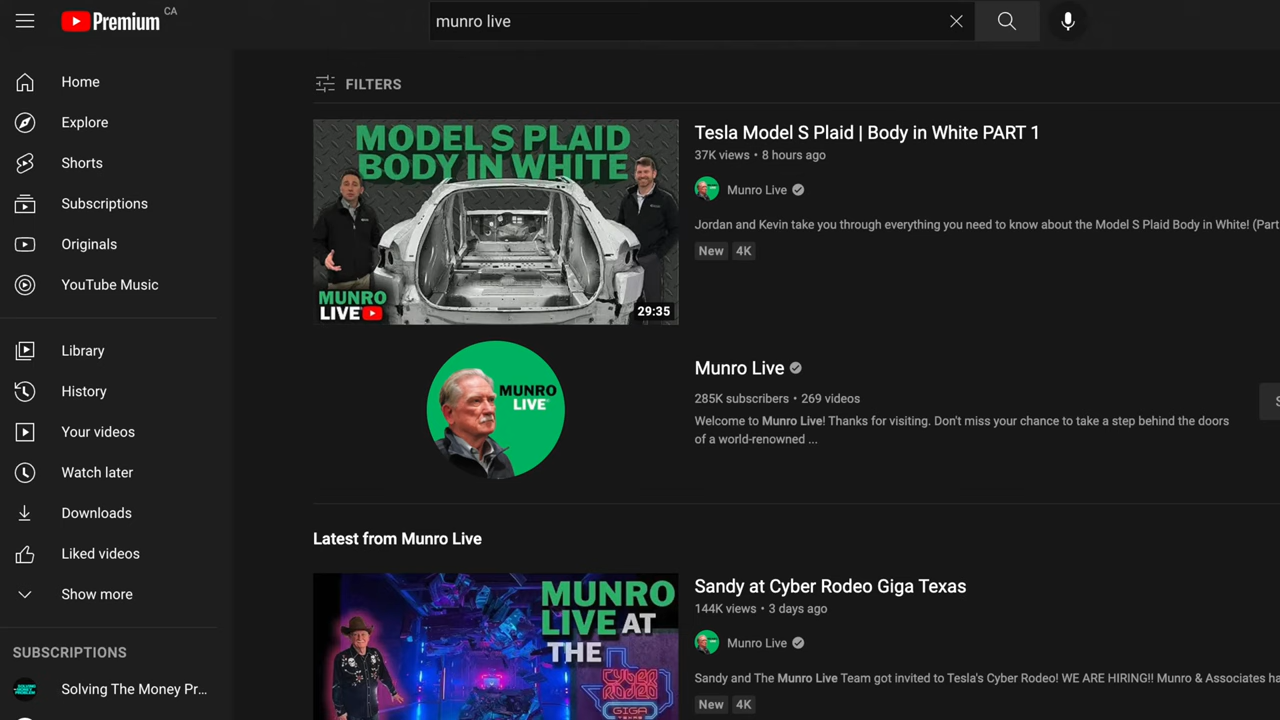 Premium CA
munro live
Home
Explore
Shorts
Subscriptions
Originals
YouTube Music
Library
History
Your videos
Watch later
Downloads
Liked videos
Show more
SUBSCRIPTIONS
Solving The Money Pr...
FILTERS
MODEL S PLAID
BODY IN WHITE
MUNRO
LIVE
29:35
Tesla Model S Plaid | Body in White PART 1
37K views • 8 hours ago
Munro Live
Jordan and Kevin take you through everything you need to know about the Model S Plaid Body in White! (Part
New 4K
MUNRO
LIVE
Munro Live
285K subscribers • 269 videos
Welcome to Munro Live! Thanks for visiting. Don't miss your chance to take a step behind the doors
of a world-renowned ...
Latest from Munro Live
MUNRO
LIVE AT
THE
CYBER
RODEO
GIGA
TEXAS
Sandy at Cyber Rodeo Giga Texas
144K views • 3 days ago
Munro Live
Sandy and The Munro Live Team got invited to Tesla's Cyber Rodeo! WE ARE HIRING!! Munro & Associates ha
New 4K